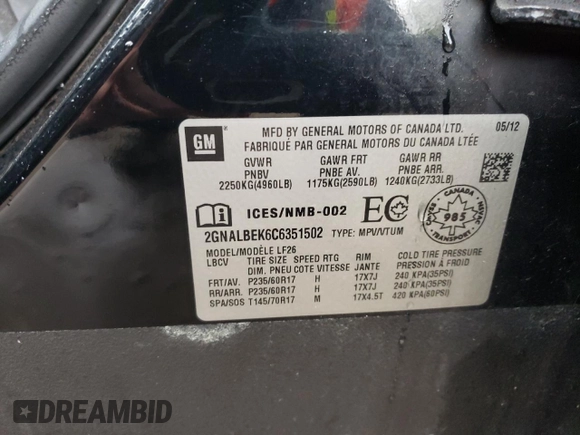 GM
MFD BY GENERAL MOTORS OF CANADA LTD.
05/12
FABRIQUÉ PAR GENERAL MOTORS DU CANADA LTÉE
GVWR GAWR FRT GAWR RR
PNBV PNBE AV. PNBE ARR.
2250KG(4960LB) 1175KG(2590LB) 1240KG(2733LB)
ICES/NMB-002
EC
CANADA
985
TRANSPORT
2GNALBEK6C6351502 TYPE: MPV/VTUM
MODEL/MODÈLE LF26
LBCV TIRE SIZE SPEED RTG RIM COLD TIRE PRESSURE
DIM. PNEU COTE VITESSE JANTE PRESSION À FROID
FRT/AV. P235/60R17 H 17X7J 240 KPA(35PSI)
RR/ARR. P235/60R17 H 17X7J 240 KPA(35PSI)
SPA/SOS T145/70R17 M 17X4.5T 420 KPA(60PSI)
DREAMBID